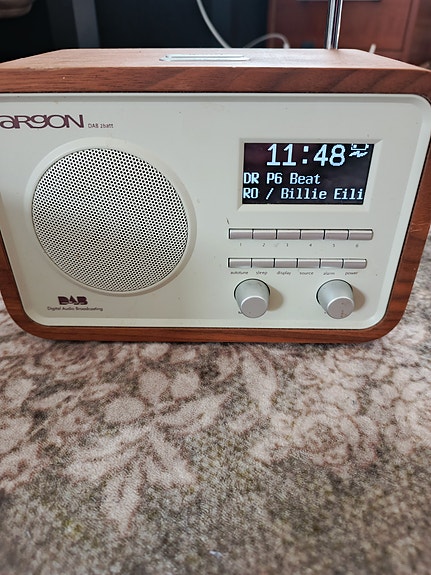 ARGON DAB 2batt
11:48
DR P6 Beat
RO / Billie Eili
1 2 3 4 5 6
autotune sleep display source alarm power
DAB
Digital Audio Broadcasting